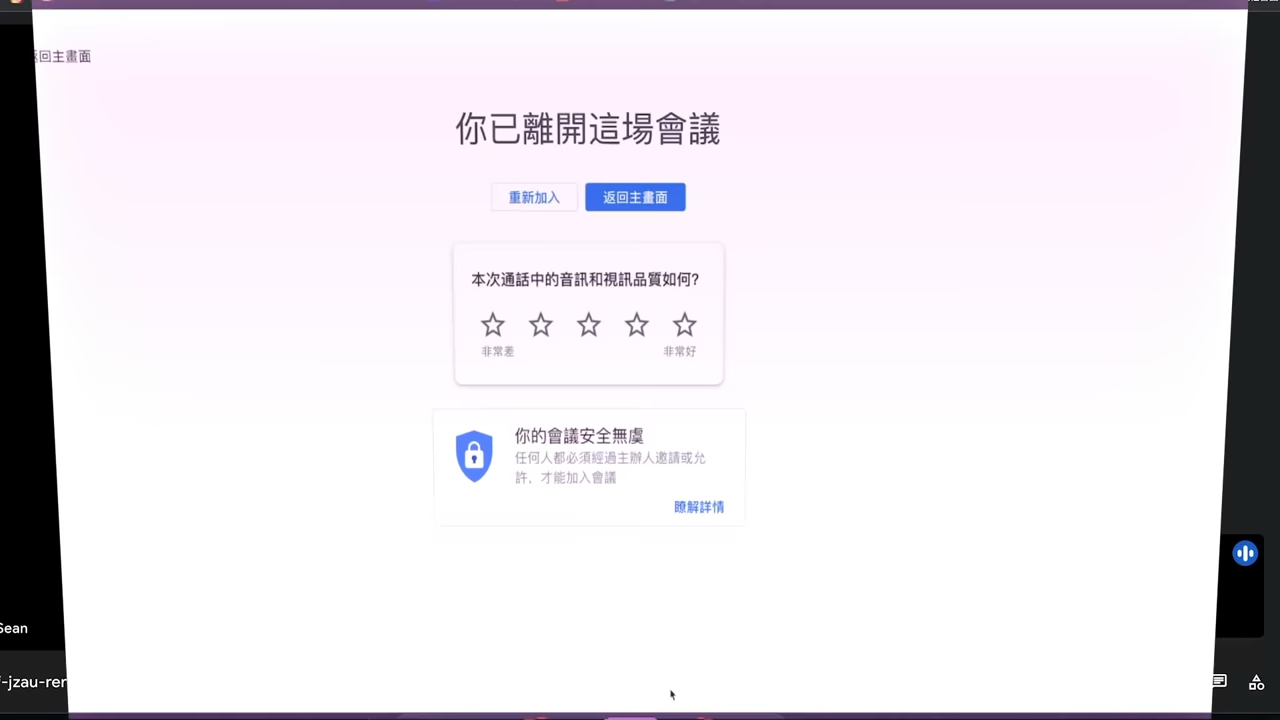 返回主畫面
你已離開這場會議
重新加入
返回主畫面
本次通話中的音訊和視訊品質如何?
非常差
非常好
你的會議安全無虞
任何人都必須經過主辦人邀請或允
許，才能加入會議
瞭解詳情
Sean
-jzau-rer